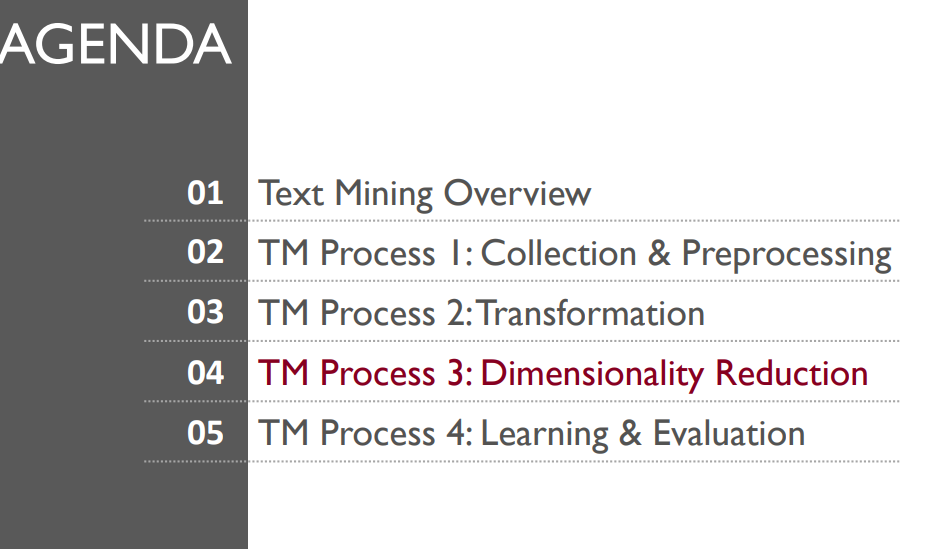 AGENDA
01 Text Mining Overview
02 TM Process 1: Collection & Preprocessing
03 TM Process 2: Transformation
04 TM Process 3: Dimensionality Reduction
05 TM Process 4: Learning & Evaluation